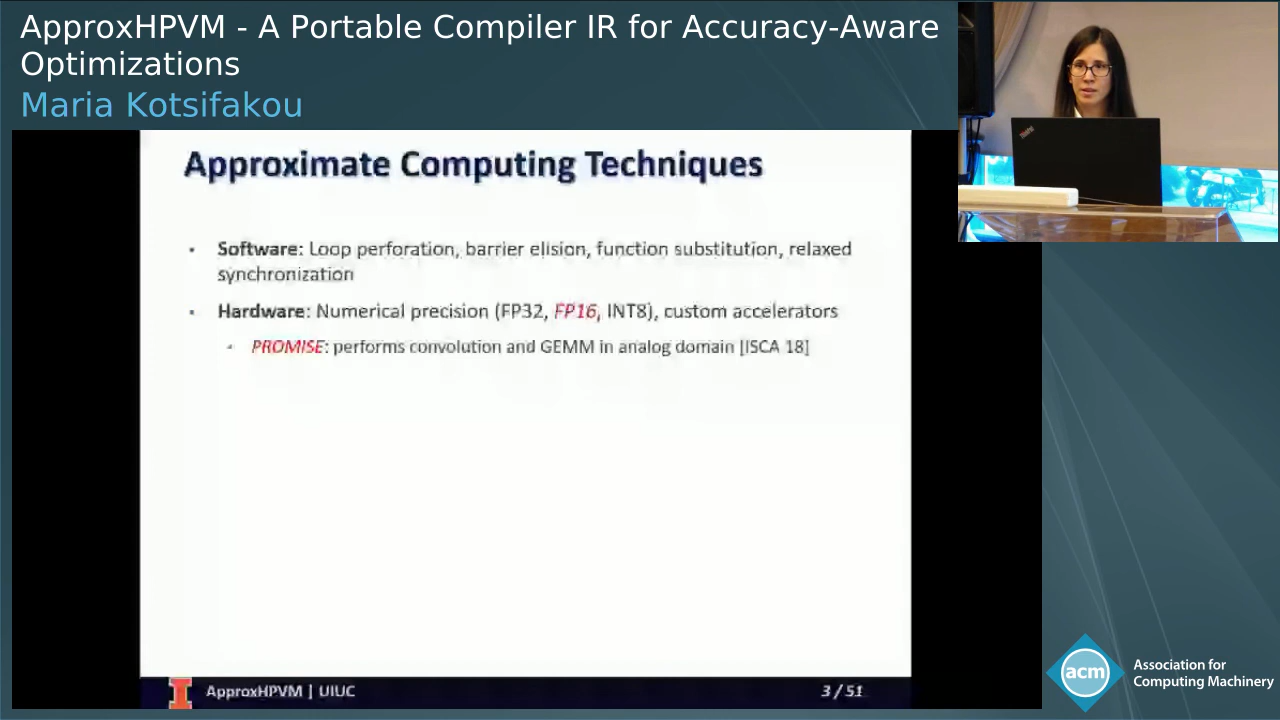 ApproxHPVM - A Portable Compiler IR for Accuracy-Aware
Optimizations
Maria Kotsifakou
Approximate Computing Techniques
Software: Loop perforation, barrier elision, function substitution, relaxed
synchronization
Hardware: Numerical precision (FP32, FP16, INT8), custom accelerators
PROMISE: performs convolution and GEMM in analog domain [ISCA 18]
ApproxHPVM | UIUC
3 / 51
ThinkPad
acm
Association for
Computing Machinery